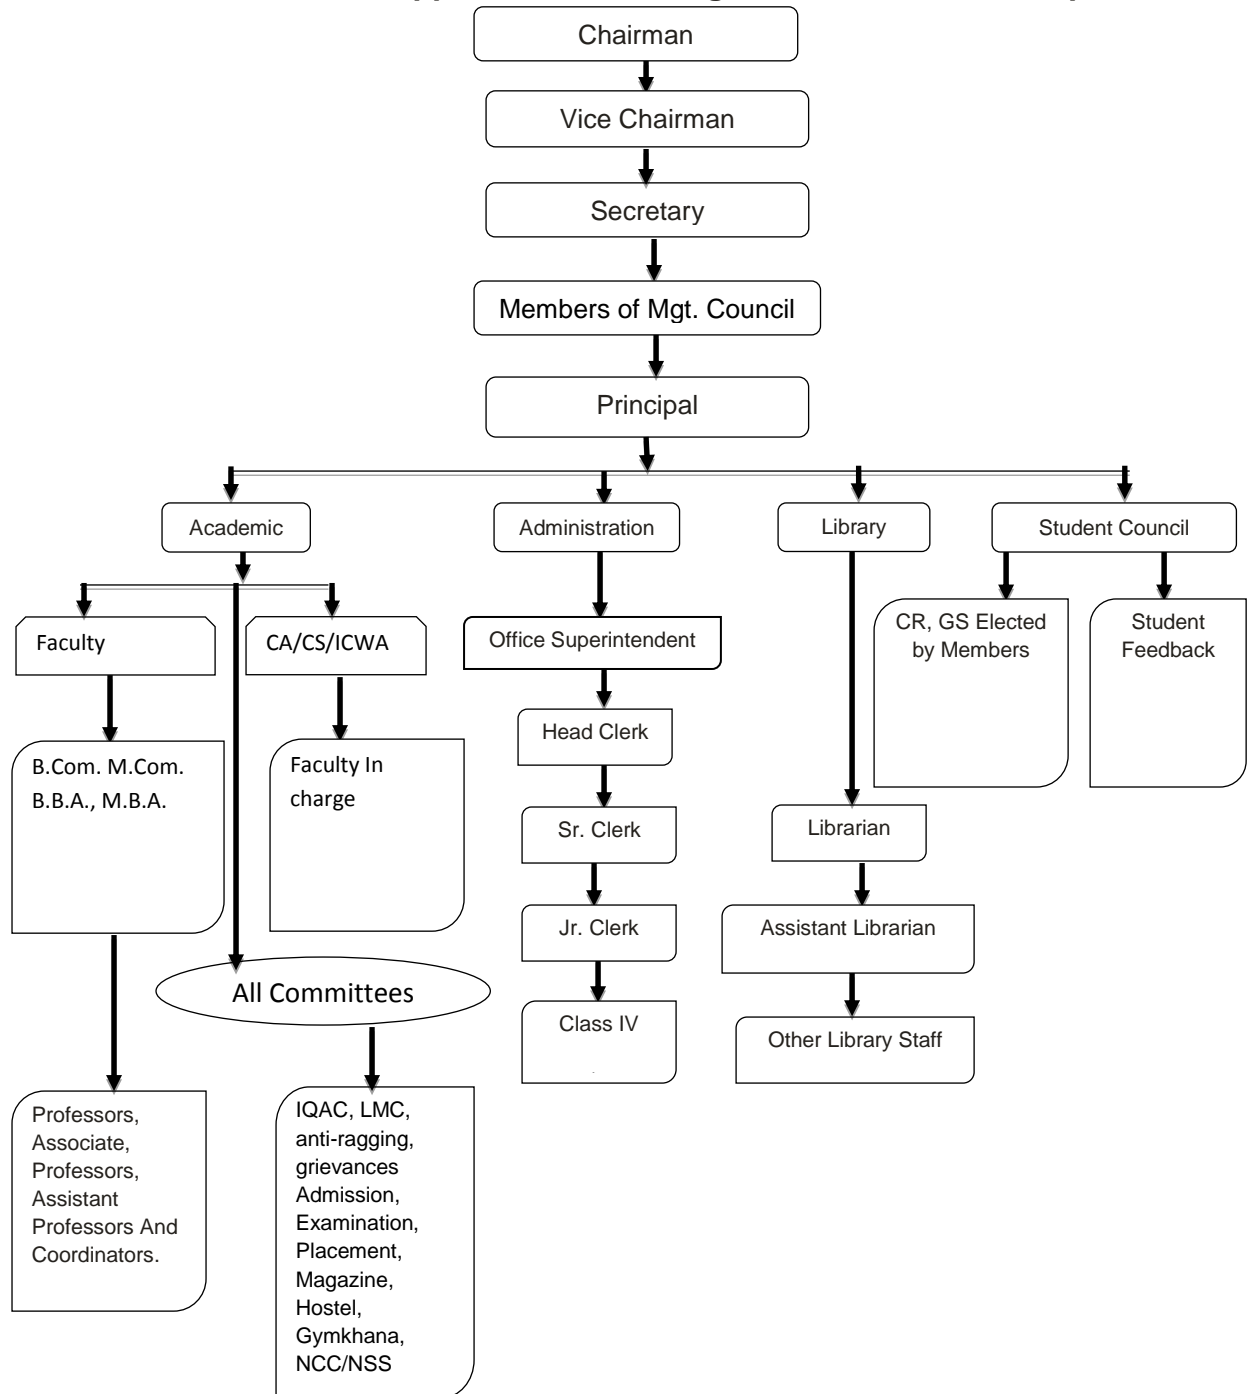 Chairman
Vice Chairman
Secretary
Members of Mgt. Council
Principal
Academic
Administration
Library
Student Council
Faculty
CA/CS/ICWA
Office Superintendent
CR, GS Elected
by Members
Student
Feedback
B.Com. M.Com.
B.B.A., M.B.A.
Faculty In
charge
Head Clerk
Sr. Clerk
Librarian
Jr. Clerk
Assistant Librarian
All Committees
Class IV
.
Other Library Staff
Professors,
Associate,
Professors,
Assistant
Professors And
Coordinators.
IQAC, LMC,
anti-ragging,
grievances
Admission,
Examination,
Placement,
Magazine,
Hostel,
Gymkhana,
NCC/NSS